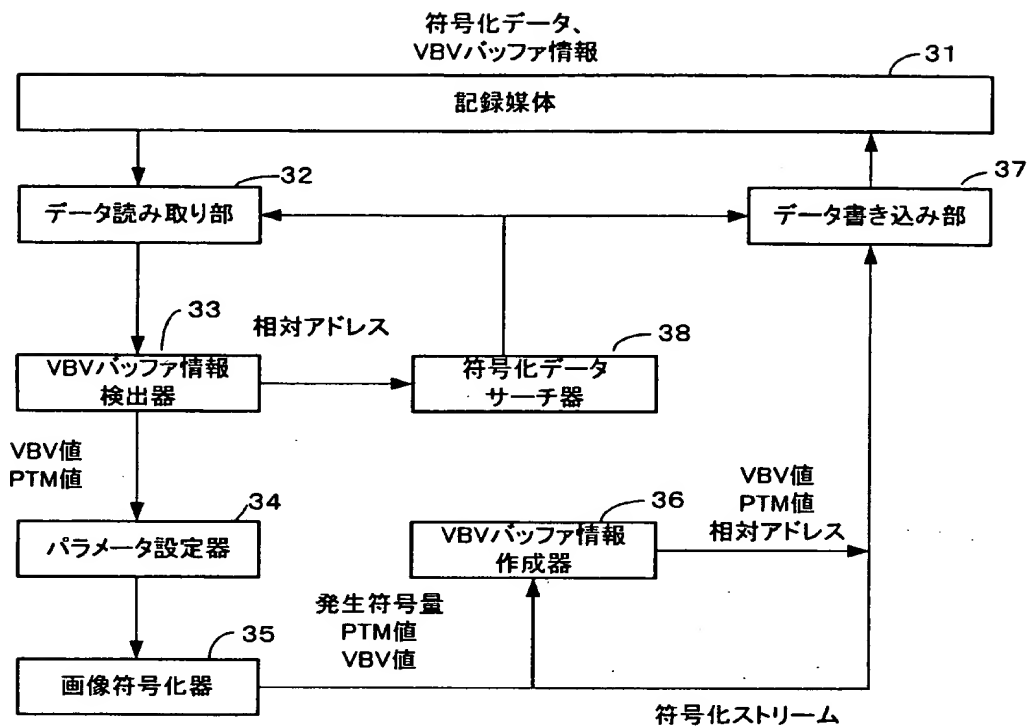 符号化データ、
VBVバッファ情報
31
記録媒体
32
データ読み取り部
37
データ書き込み部
33
VBVバッファ情報
検出器
相対アドレス
38
符号化データ
サーチ器
VBV値
PTM値
34
パラメータ設定器
36
VBVバッファ情報
作成器
VBV値
PTM値
相対アドレス
35
画像符号化器
発生符号量
PTM値
VBV値
符号化ストリーム